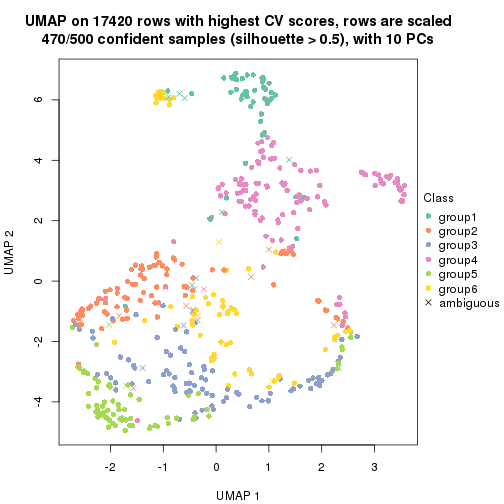 UMAP on 17420 rows with highest CV scores, rows are scaled
470/500 confident samples (silhouette > 0.5), with 10 PCs
6
4
2
0
-2
-4
UMAP 2
-2
-1
0
1
2
3
UMAP 1
Class
group1
group2
group3
group4
group5
group6
ambiguous